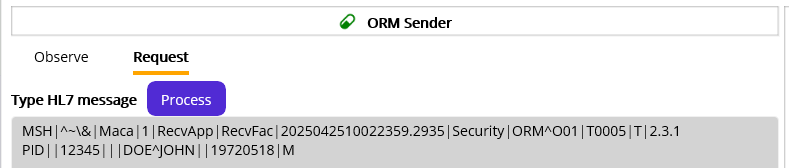 ORM Sender
Observe Request
Type HL7 message Process
MSH|^~\&|Maca|1|RecvApp|RecvFac|2025042510022359.2935|Security|ORM^O01|T0005|T|2.3.1
PID||12345|||DOE^JOHN||19720518|M